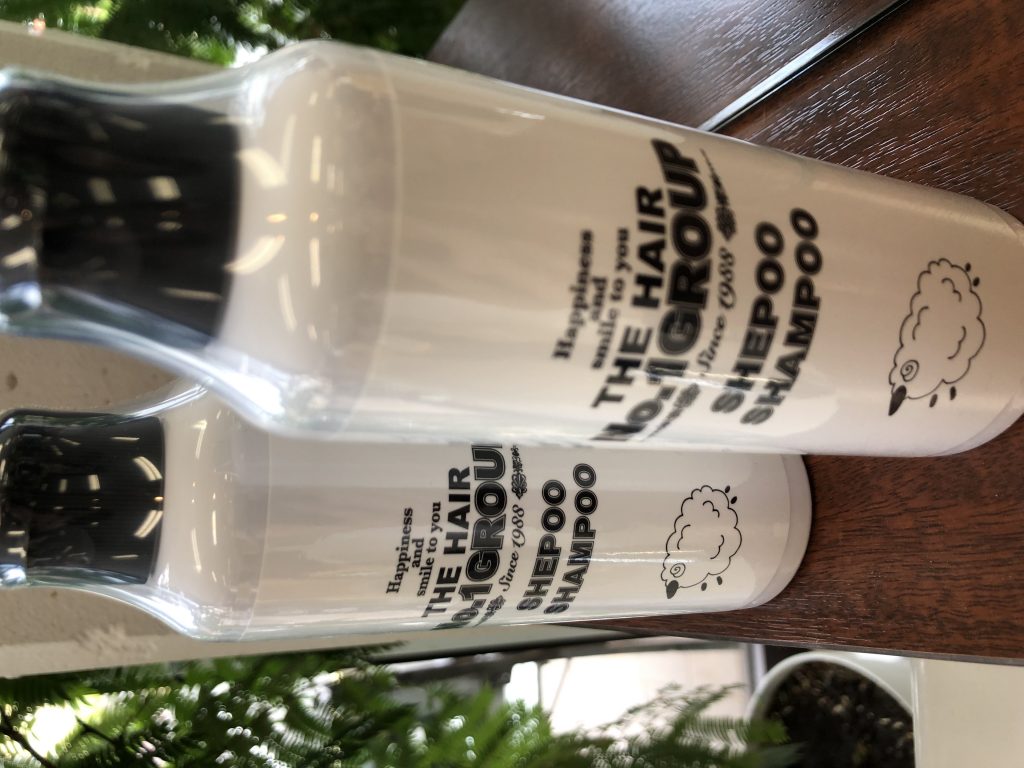 Happiness
and
smile to you
THE HAIR
No.1GROUP
Since 1988
SHEPOO
SHAMPOO
Happiness
and
smile to you
THE HAIR
No.1GROU
Since 1988
SHEPOO
SHAMPOO